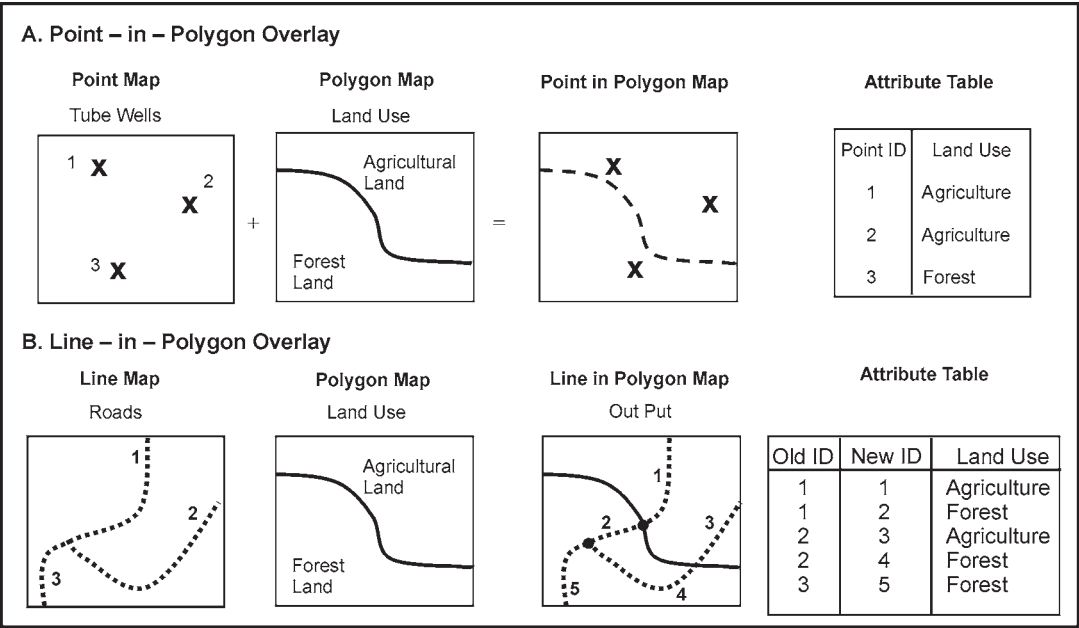 A. Point – in – Polygon Overlay
Point Map
Tube Wells
1
X
2
X
3
X
+
Polygon Map
Land Use
Agricultural
Land
Forest
Land
=
Point in Polygon Map
X
X
X
Attribute Table
Point ID Land Use
1 Agriculture
2 Agriculture
3 Forest
B. Line – in – Polygon Overlay
Line Map
Roads
1
2
3
Polygon Map
Land Use
Agricultural
Land
Forest
Land
Line in Polygon Map
Out Put
1
2
3
5
4
Attribute Table
Old ID New ID Land Use
1 1 Agriculture
1 2 Forest
2 3 Agriculture
2 4 Forest
3 5 Forest